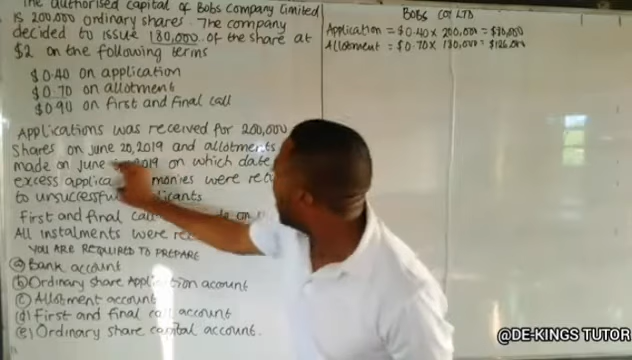 The authorised capital of Bobs Company Limited
is 200,000 ordinary shares. The company
decided to issue 180,000 of the share at
$2 on the following terms
$0.40 on application
$0.70 on allotment
$0.90 on first and final call
Applications was received for 200,000
shares on june 20, 2019 and allotments
made on june 2019 on which date
excess applica monies were
to unsuccessful
First and final call
All instalments were
YOU ARE REQUIRED TO PREPARE
(a) Bank account
(b) Ordinary share Application acount
(c) Allotment account
(d) First and final call account
(e) Ordinary share capital account.
BOBS COY LTD
Application = $0.40 x 200,000 = $80,000
Allotment = $0.70 x 180,000 = $126,000
@DE-KINGS TUTOR